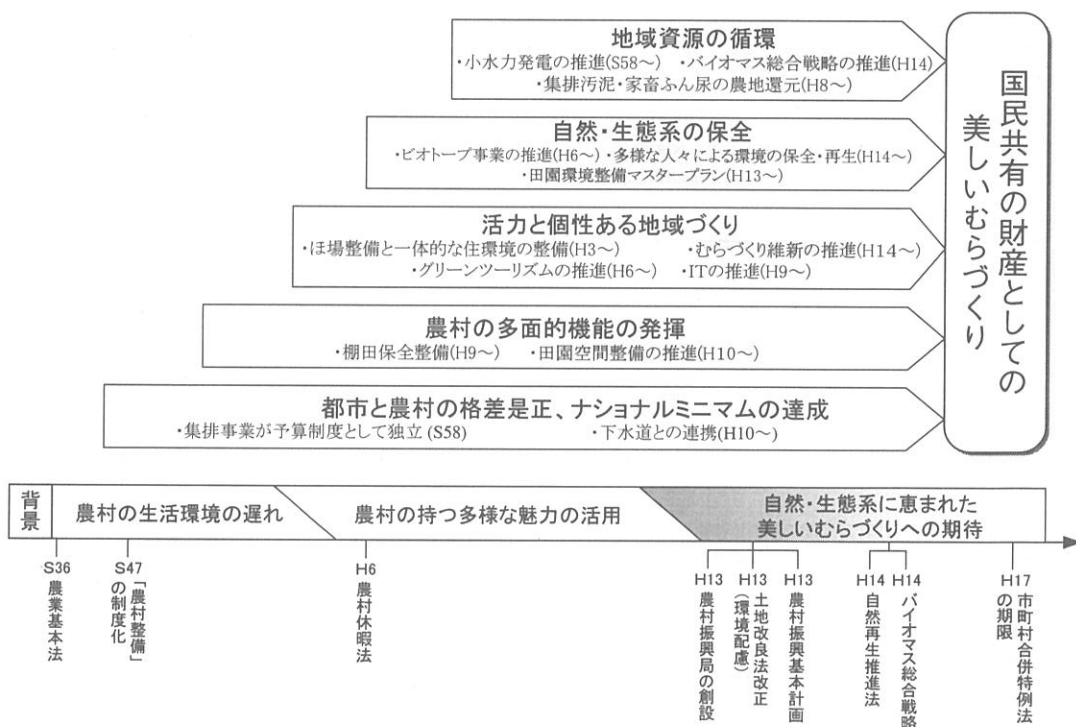 地域資源の循環
・小水力発電の推進(S58～) ・バイオマス総合戦略の推進(H14)
・集排汚泥・家畜ふん尿の農地還元(H8～)
自然・生態系の保全
・ビオトープ事業の推進(H6～) ・多様な人々による環境の保全・再生(H14～)
・田園環境整備マスタープラン(H13～)
活力と個性ある地域づくり
・ほ場整備と一体的な住環境の整備(H3～) ・むらづくり維新の推進(H14～)
・グリーンツーリズムの推進(H6～) ・ITの推進(H9～)
農村の多面的機能の発揮
・棚田保全整備(H9～) ・田園空間整備の推進(H10～)
都市と農村の格差是正、ナショナルミニマムの達成
・集排事業が予算制度として独立(S58) ・下水道との連携(H10～)
国民共有の財産としての
美しいむらづくり
背景
農村の生活環境の遅れ
農村の持つ多様な魅力の活用
自然・生態系に恵まれた
美しいむらづくりへの期待
S36
農業基本法
S47
「農村整備」
の制度化
H6
農村休暇法
H13
農村振興局の創設
H13
土地改良法改正
(環境配慮)
H13
農村振興基本計画
H14
自然再生推進法
H14
バイオマス総合戦略
H17
市町村合併特例法
の期限